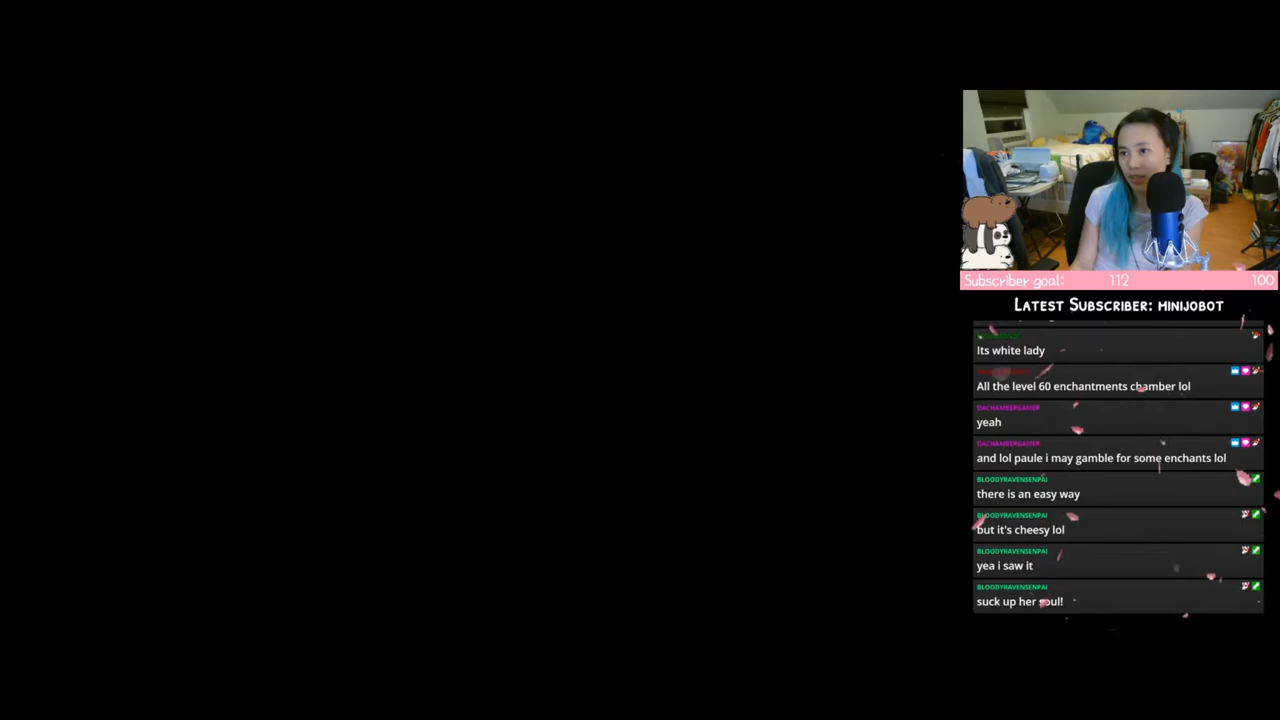 Subscriber goal: 112 100
Latest Subscriber: minijobot
Its white lady
All the level 60 enchantments chamber lol
DACHAMBERGAMER
yeah
DACHAMBERGAMER
and lol paule i may gamble for some enchants lol
BLOODYRAVENSENPAI
there is an easy way
BLOODYRAVENSENPAI
but it's cheesy lol
BLOODYRAVENSENPAI
yea i saw it
BLOODYRAVENSENPAI
suck up her soul!